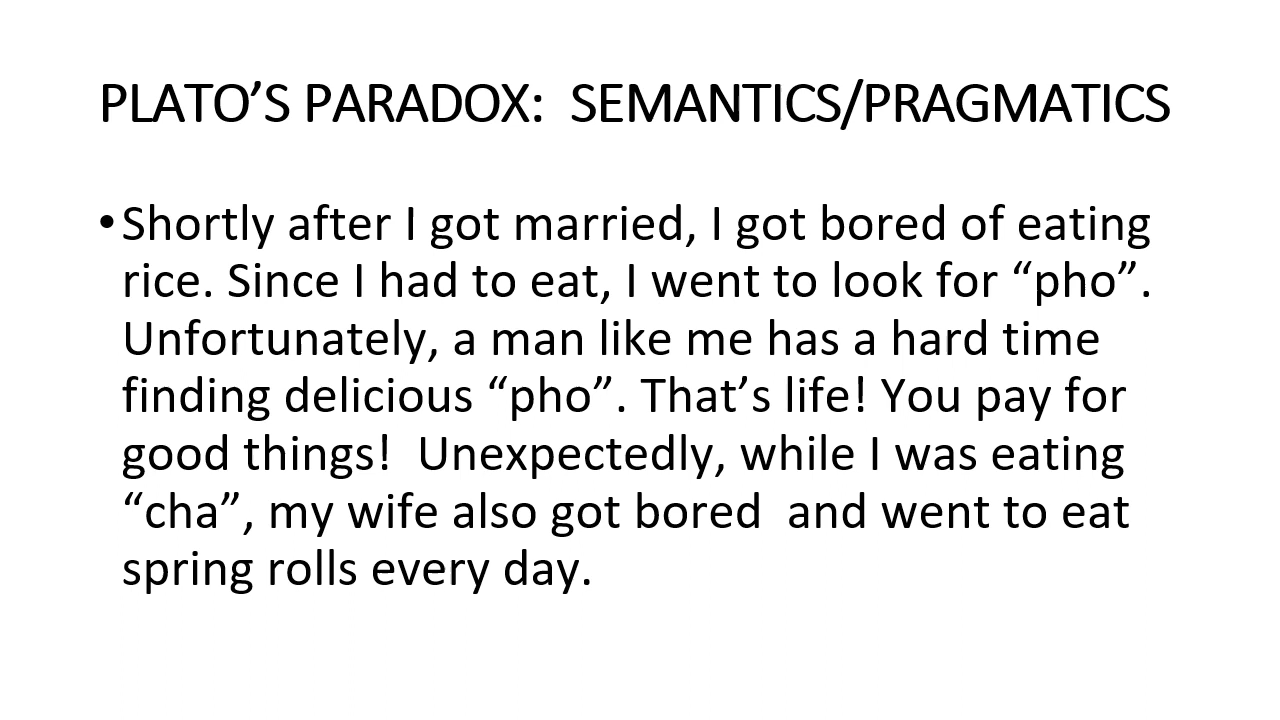 PLATO’S PARADOX:  SEMANTICS/PRAGMATICS
•Shortly after I got married, I got bored of eating
rice. Since I had to eat, I went to look for “pho”.
Unfortunately, a man like me has a hard time
finding delicious “pho”. That’s life! You pay for
good things!  Unexpectedly, while I was eating
“cha”, my wife also got bored  and went to eat
spring rolls every day.